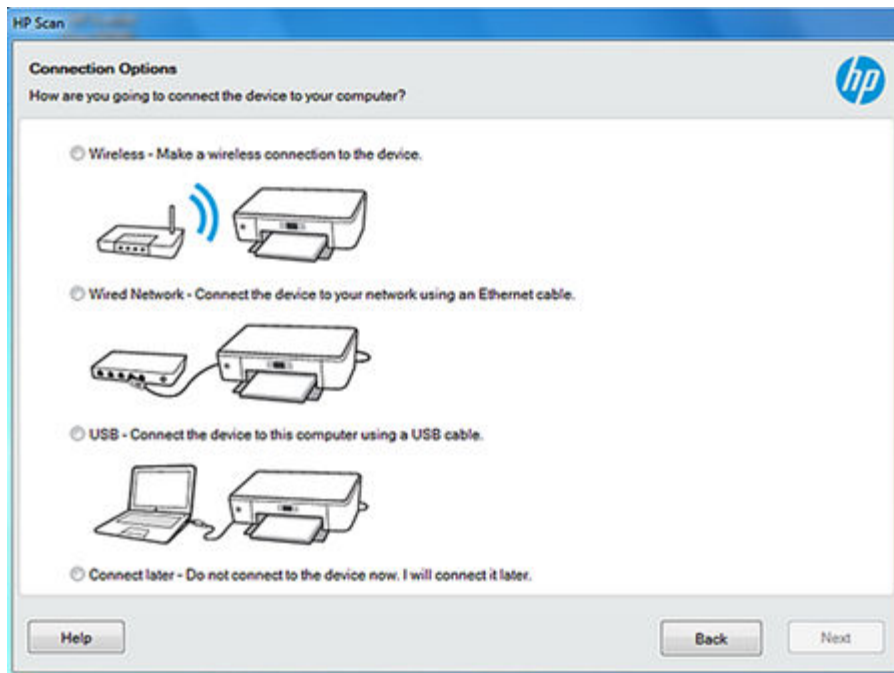 HP Scan
Connection Options
How are you going to connect the device to your computer?
hp
Wireless - Make a wireless connection to the device.
Wired Network - Connect the device to your network using an Ethernet cable.
USB - Connect the device to this computer using a USB cable.
Connect later - Do not connect to the device now. I will connect it later.
Help
Back
Next